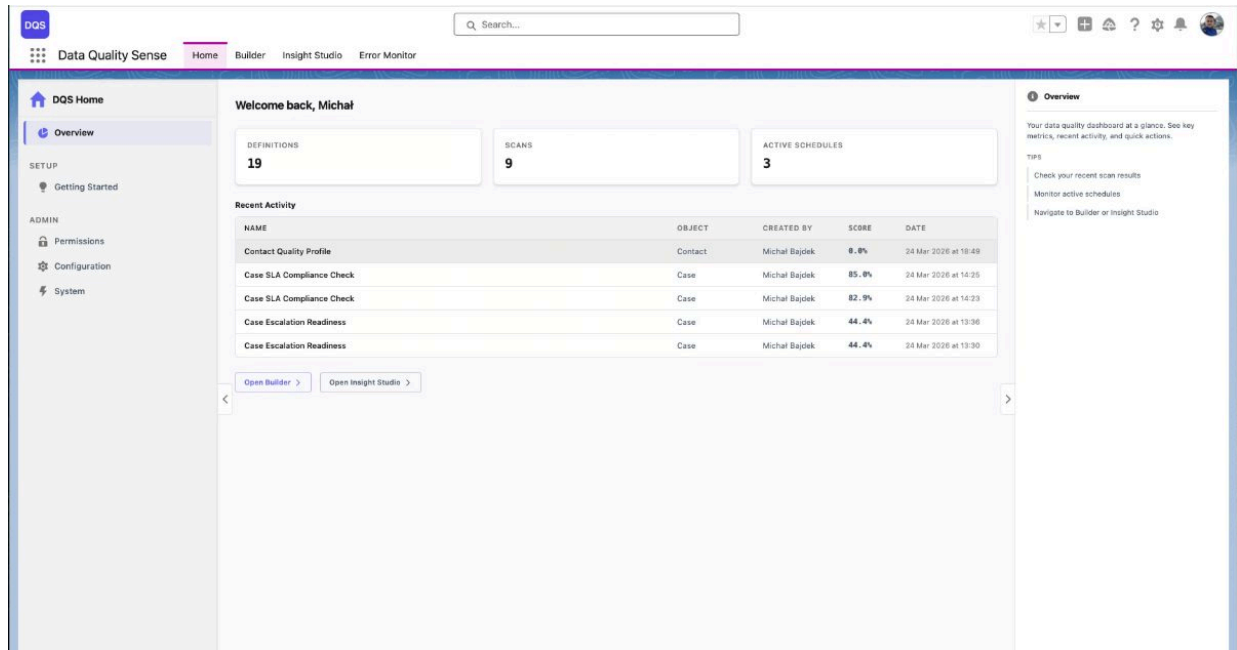 DQS
Search...
Data Quality Sense
Home
Builder
Insight Studio
Error Monitor
DQS Home
Overview
SETUP
Getting Started
ADMIN
Permissions
Configuration
System
Welcome back, Michał
DEFINITIONS
19
SCANS
9
ACTIVE SCHEDULES
3
Recent Activity
NAME OBJECT CREATED BY SCORE DATE
Contact Quality Profile Contact Michał Bajdek 0.0% 24 Mar 2026 at 18:49
Case SLA Compliance Check Case Michał Bajdek 85.0% 24 Mar 2026 at 14:25
Case SLA Compliance Check Case Michał Bajdek 82.9% 24 Mar 2026 at 14:23
Case Escalation Readiness Case Michał Bajdek 44.4% 24 Mar 2026 at 13:36
Case Escalation Readiness Case Michał Bajdek 44.4% 24 Mar 2026 at 13:30
Open Builder
Open Insight Studio
Overview
Your data quality dashboard at a glance. See key
metrics, recent activity, and quick actions.
TIPS
Check your recent scan results
Monitor active schedules
Navigate to Builder or Insight Studio